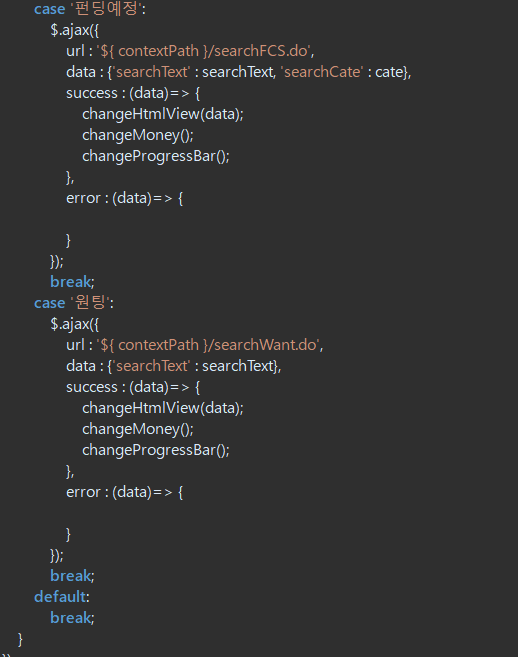 case '펀딩예정':
$.ajax({
url : '${ contextPath }/searchFCS.do',
data : {'searchText' : searchText, 'searchCate' : cate},
success : (data)=> {
changeHtmlView(data);
changeMoney();
changeProgressBar();
},
error : (data)=> {
}
});
break;
case '원팅':
$.ajax({
url : '${ contextPath }/searchWant.do',
data : {'searchText' : searchText},
success : (data)=> {
changeHtmlView(data);
changeMoney();
changeProgressBar();
},
error : (data)=> {
}
});
break;
default:
break;
}